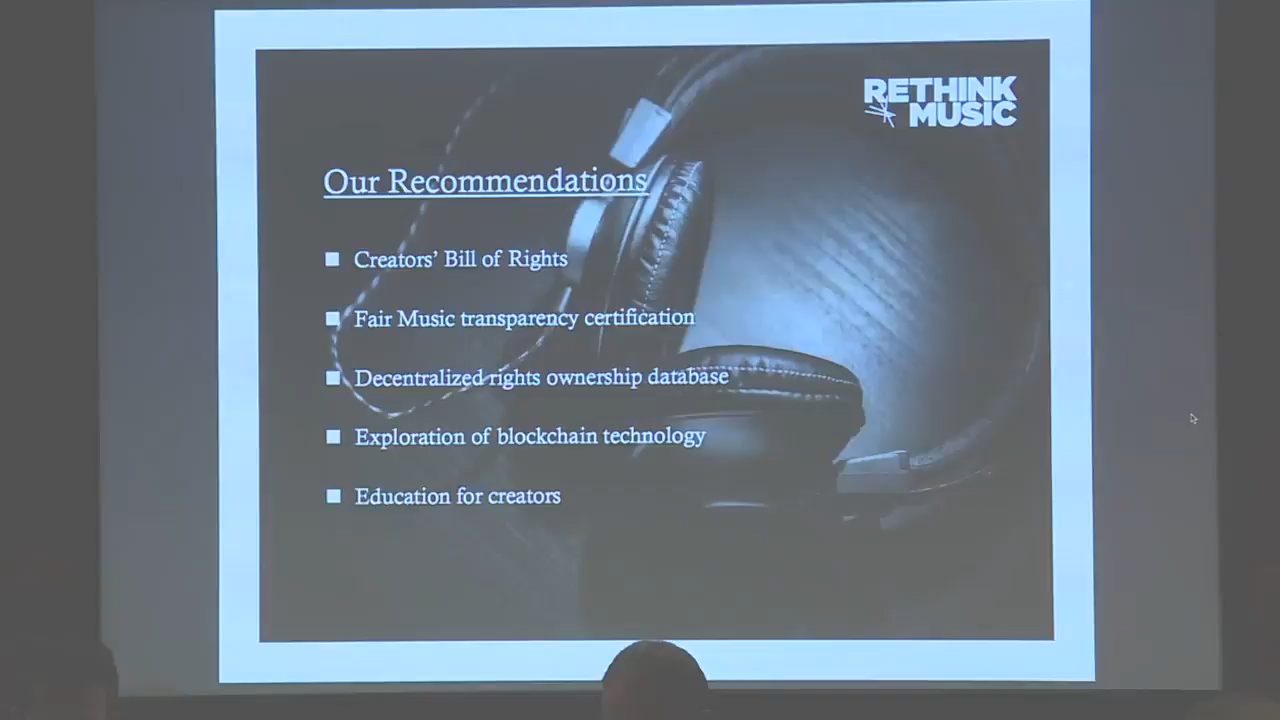 RETHINK
MUSIC
Our Recommendations
Creators' Bill of Rights
Fair Music transparency certification
Decentralized rights ownership database
Exploration of blockchain technology
Education for creators